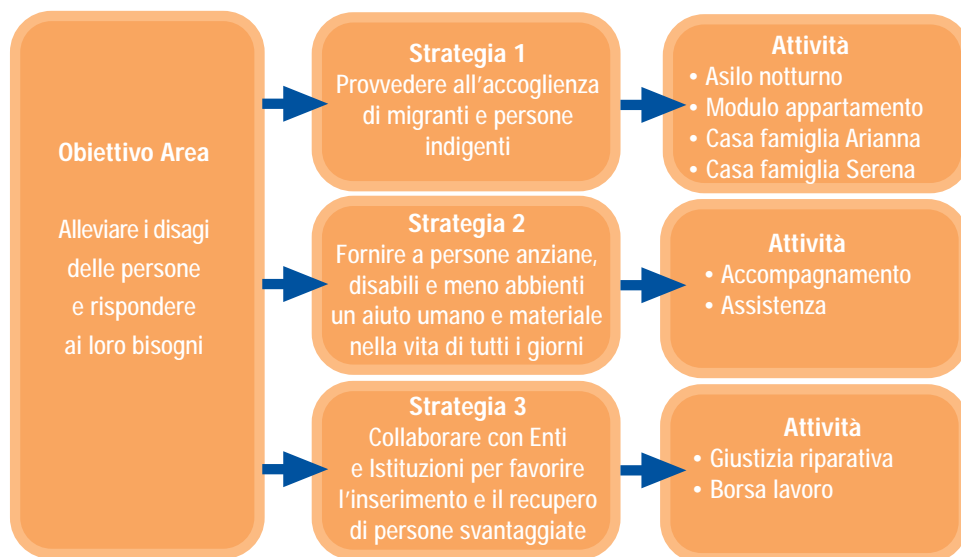 Obiettivo Area
Alleviare i disagi
delle persone
e rispondere
ai loro bisogni
Strategia 1
Provvedere all'accoglienza
di migranti e persone
indigenti
Attività
• Asilo notturno
• Modulo appartamento
• Casa famiglia Arianna
• Casa famiglia Serena
Strategia 2
Fornire a persone anziane,
disabili e meno abbienti
un aiuto umano e materiale
nella vita di tutti i giorni
Attività
• Accompagnamento
• Assistenza
Strategia 3
Collaborare con Enti
e Istituzioni per favorire
l'inserimento e il recupero
di persone svantaggiate
Attività
• Giustizia riparativa
• Borsa lavoro